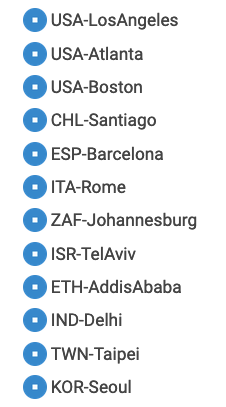 USA-LosAngeles
USA-Atlanta
USA-Boston
CHL-Santiago
ESP-Barcelona
ITA-Rome
ZAF-Johannesburg
ISR-TelAviv
ETH-AddisAbaba
IND-Delhi
TWN-Taipei
KOR-Seoul